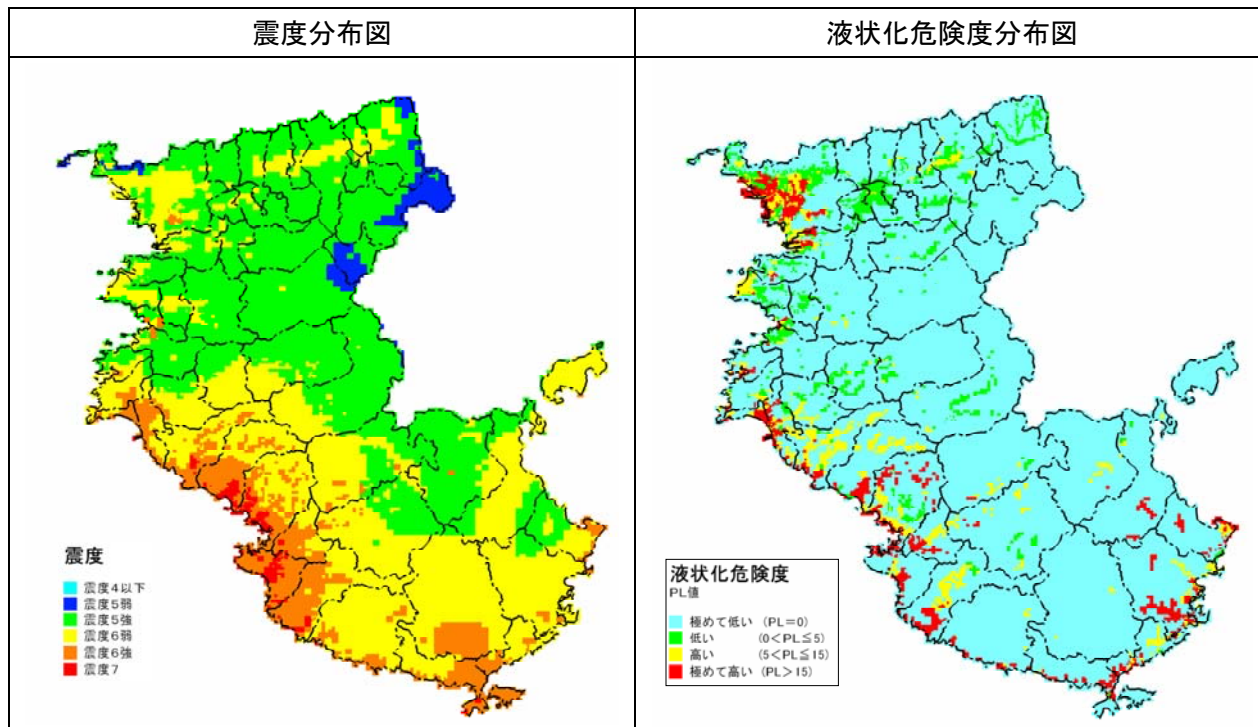 震度分布図
液状化危険度分布図
震度
震度4以下
震度5弱
震度5強
震度6弱
震度6強
震度7
液状化危険度
PL値
極めて低い (PL=0)
低い (0<PL≦5)
高い (5<PL≦15)
極めて高い (PL>15)